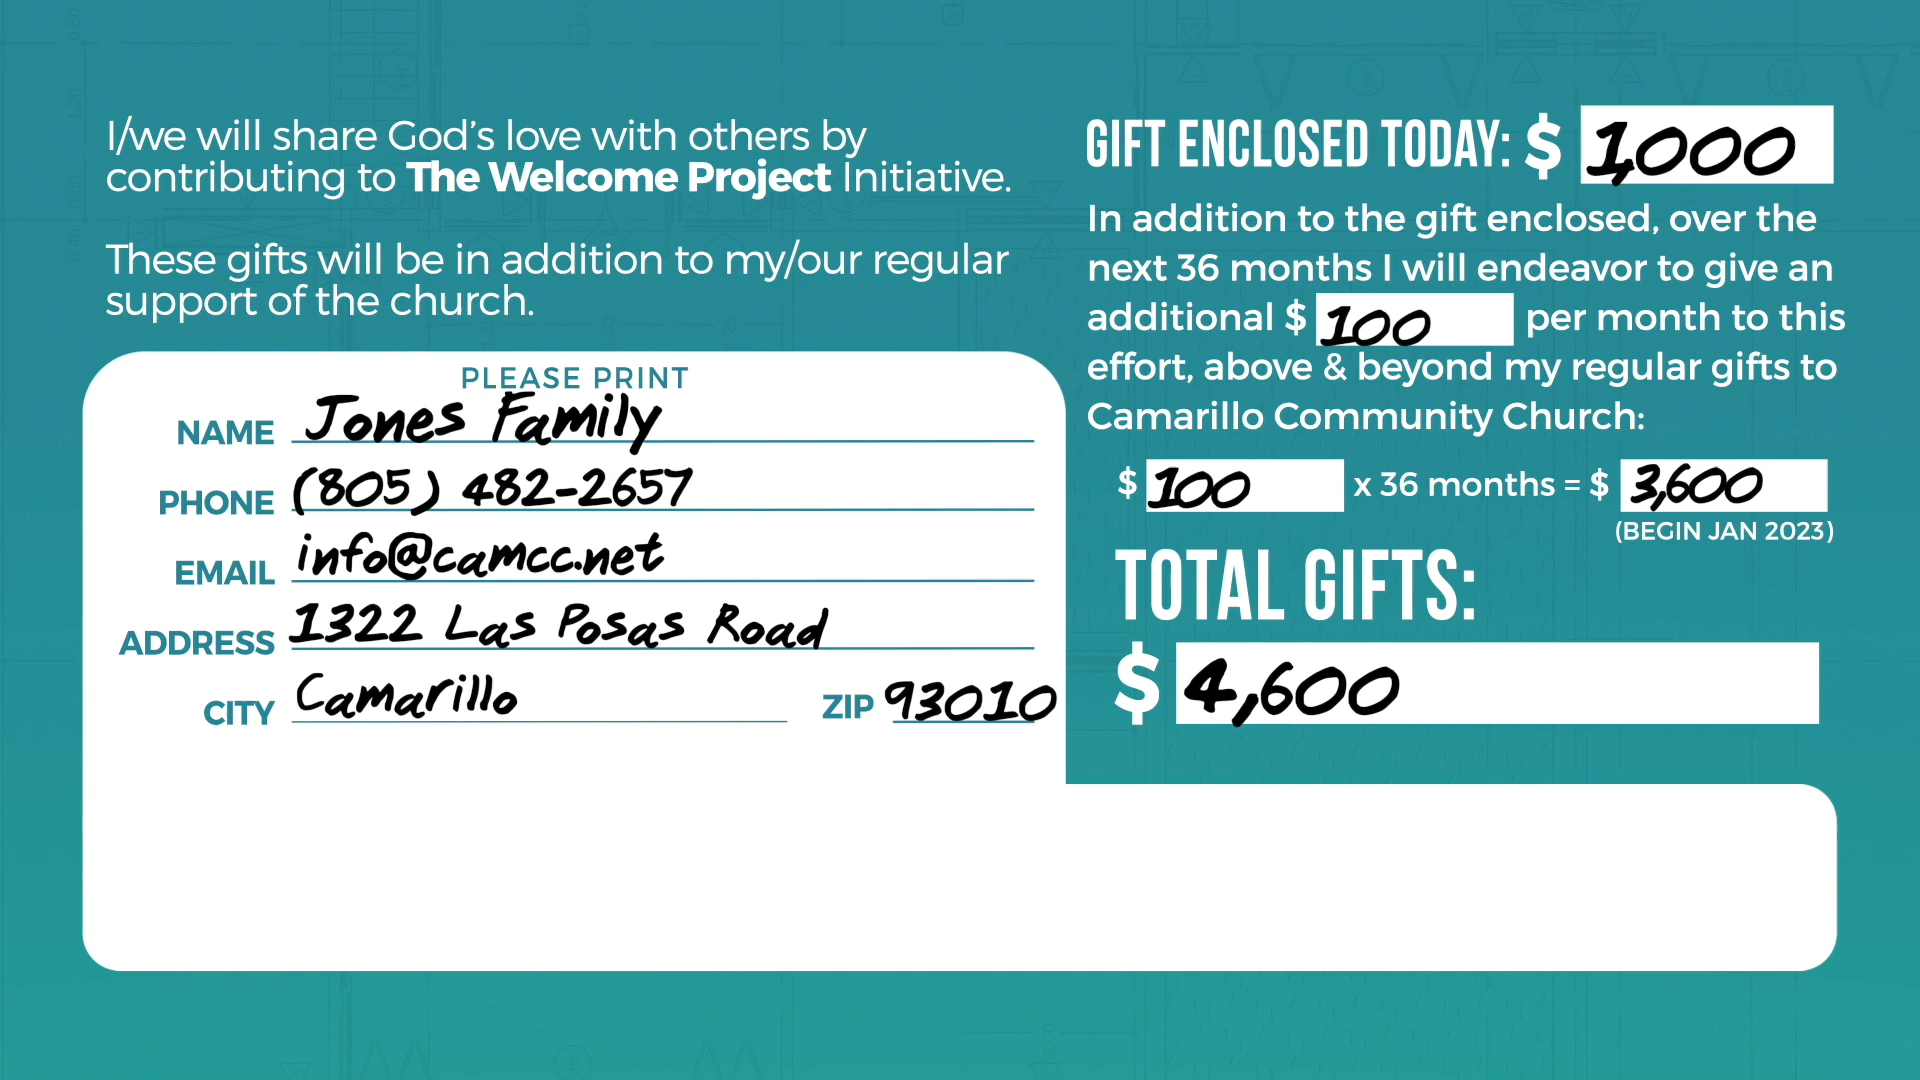 I/we will share God's love with others by
contributing to The Welcome Project Initiative.
These gifts will be in addition to my/our regular
support of the church.
PLEASE PRINT
NAME Jones Family
PHONE (805) 482-2657
EMAIL info@camcc.net
ADDRESS 1322 Las Posas Road
CITY Camarillo ZIP 93010
GIFT ENCLOSED TODAY: $ 1,000
In addition to the gift enclosed, over the
next 36 months I will endeavor to give an
additional $ 100 per month to this
effort, above & beyond my regular gifts to
Camarillo Community Church:
$ 100 x 36 months = $ 3,600
(BEGIN JAN 2023)
TOTAL GIFTS:
$ 4,600